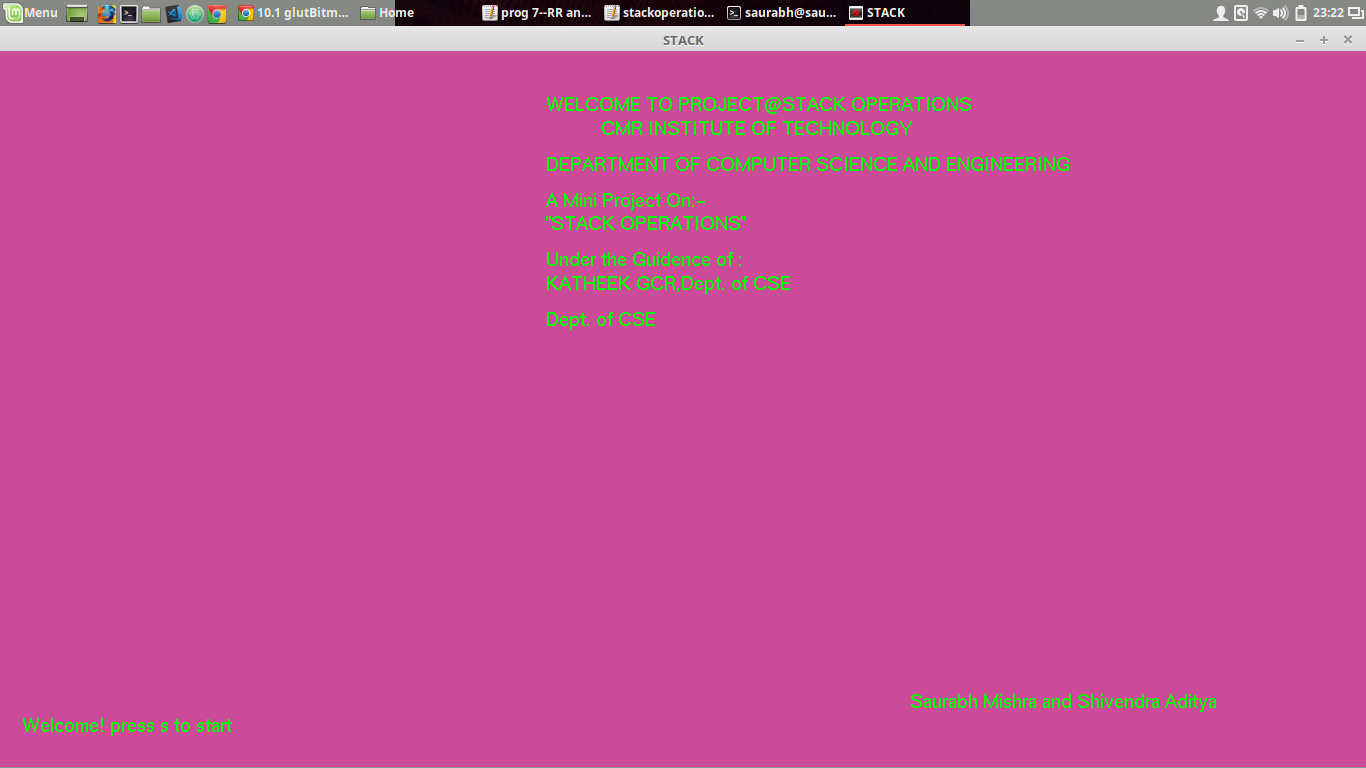 Menu 10.1 glutBitm... Home prog 7--RR an... stackoperatio... saurabh@sau... STACK 23:22
STACK
WELCOME TO PROJECT@STACK OPERATIONS
CMR INSTITUTE OF TECHNOLOGY
DEPARTMENT OF COMPUTER SCIENCE AND ENGINEERING
A Mini Project On:-
"STACK OPERATIONS"
Under the Guidence of :
KATHEEK GCR,Dept. of CSE
Dept. of CSE
Saurabh Mishra and Shivendra Aditya
Welcome! press s to start